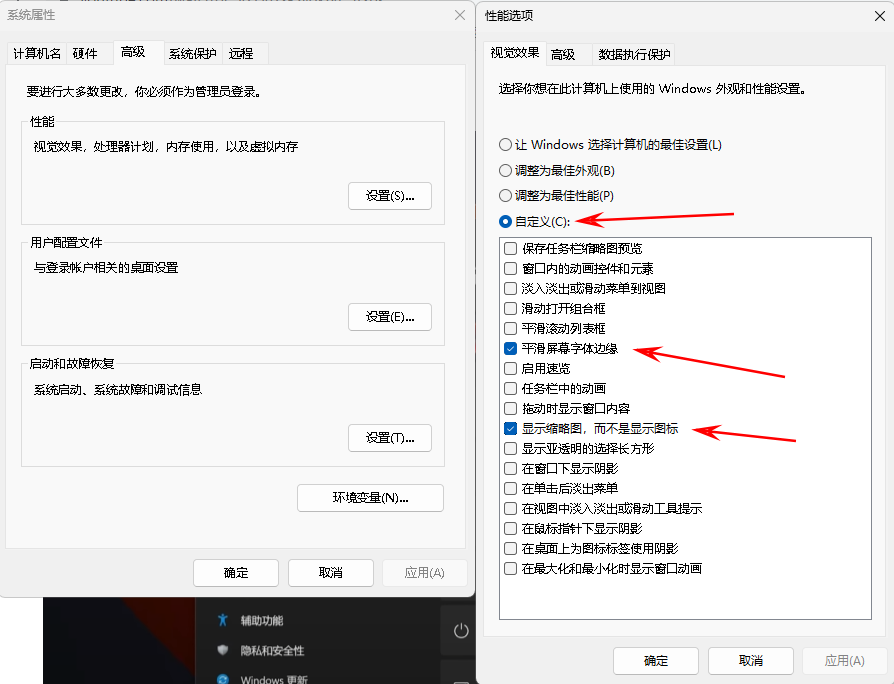 系统属性
计算机名
硬件
高级
系统保护
远程
要进行大多数更改，你必须作为管理员登录。
性能
视觉效果，处理器计划，内存使用，以及虚拟内存
设置(S)...
用户配置文件
与登录帐户相关的桌面设置
设置(E)...
启动和故障恢复
系统启动、系统故障和调试信息
设置(T)...
环境变量(N)...
确定
取消
应用(A)
辅助功能
隐私和安全性
Windows 更新
性能选项
视觉效果
高级
数据执行保护
选择你想在此计算机上使用的 Windows 外观和性能设置。
让 Windows 选择计算机的最佳设置(L)
调整为最佳外观(B)
调整为最佳性能(P)
自定义(C):
保存任务栏缩略图预览
窗口内的动画控件和元素
淡入淡出或滑动菜单到视图
滑动打开组合框
平滑滚动列表框
平滑屏幕字体边缘
启用速览
任务栏中的动画
拖动时显示窗口内容
显示缩略图，而不是显示图标
显示亚透明的选择长方形
在窗口下显示阴影
在单击后淡出菜单
在视图中淡入淡出或滑动工具提示
在鼠标指针下显示阴影
在桌面上为图标标签使用阴影
在最大化和最小化时显示窗口动画
确定
取消
应用(A)